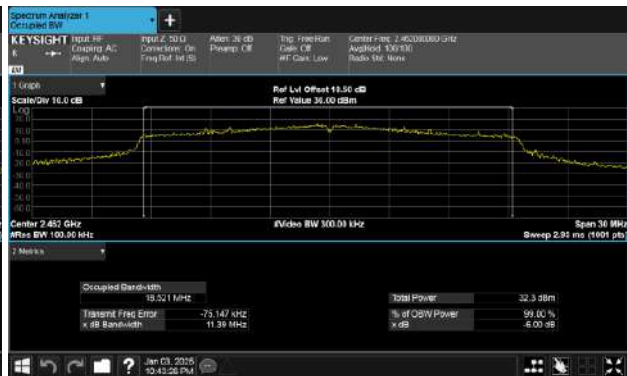 Spectrum Analyzer 1
Occupied BW
+
KEYSIGHT
Input: RF
Coupling: AC
Align: Auto
Input Z: 50 Ω
Corrections: On
Freq Ref: Int (S)
Atten: 30 dB
Preamp: Off
Trig: Free Run
Gate: Off
#IF Gain: Low
Center Freq: 2.462000000 GHz
Avg|Hold: 100/100
Radio Std: None
1 Graph
Scale/Div 10.0 dB
Ref Lvl Offset 10.50 dB
Ref Value 30.00 dBm
Log
Center 2.462 GHz
#Res BW 100.00 kHz
#Video BW 300.00 kHz
Span 30 MHz
Sweep 2.93 ms (1001 pts)
2 Metrics
Occupied Bandwidth
18.521 MHz
Transmit Freq Error -75.147 kHz
x dB Bandwidth 11.39 MHz
Total Power 32.3 dBm
% of OBW Power 99.00 %
x dB -6.00 dB
?
Jan 03, 2025
10:43:28 PM